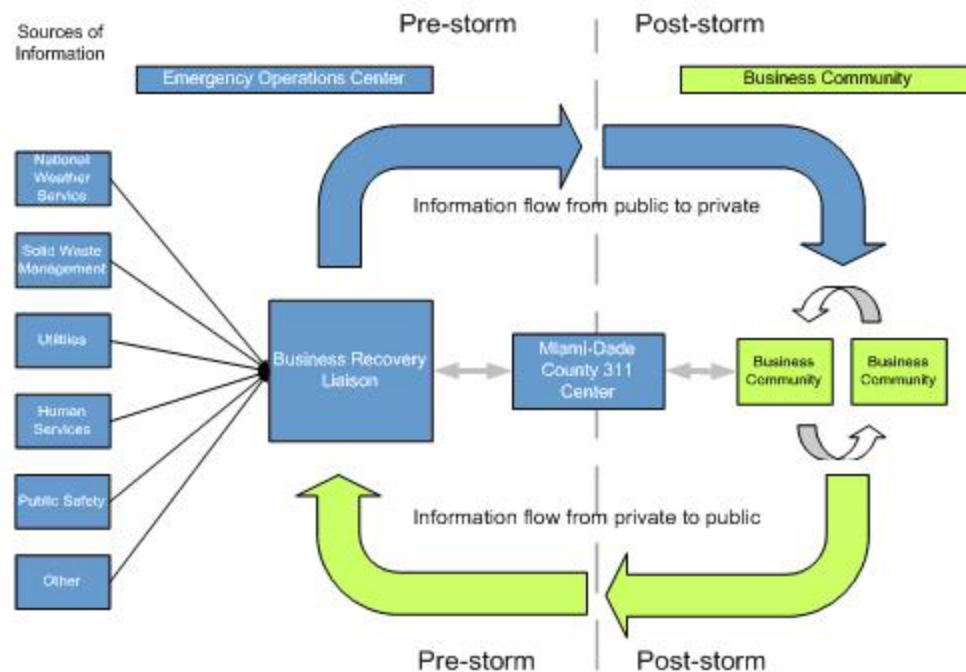 Sources of
Information
Pre-storm
Post-storm
Emergency Operations Center
Business Community
National
Weather
Service
Solid Waste
Management
Utilities
Human
Services
Public Safety
Other
Information flow from public to private
Business Recovery
Liaison
Miami-Dade
County 311
Center
Business
Community
Business
Community
Information flow from private to public
Pre-storm
Post-storm